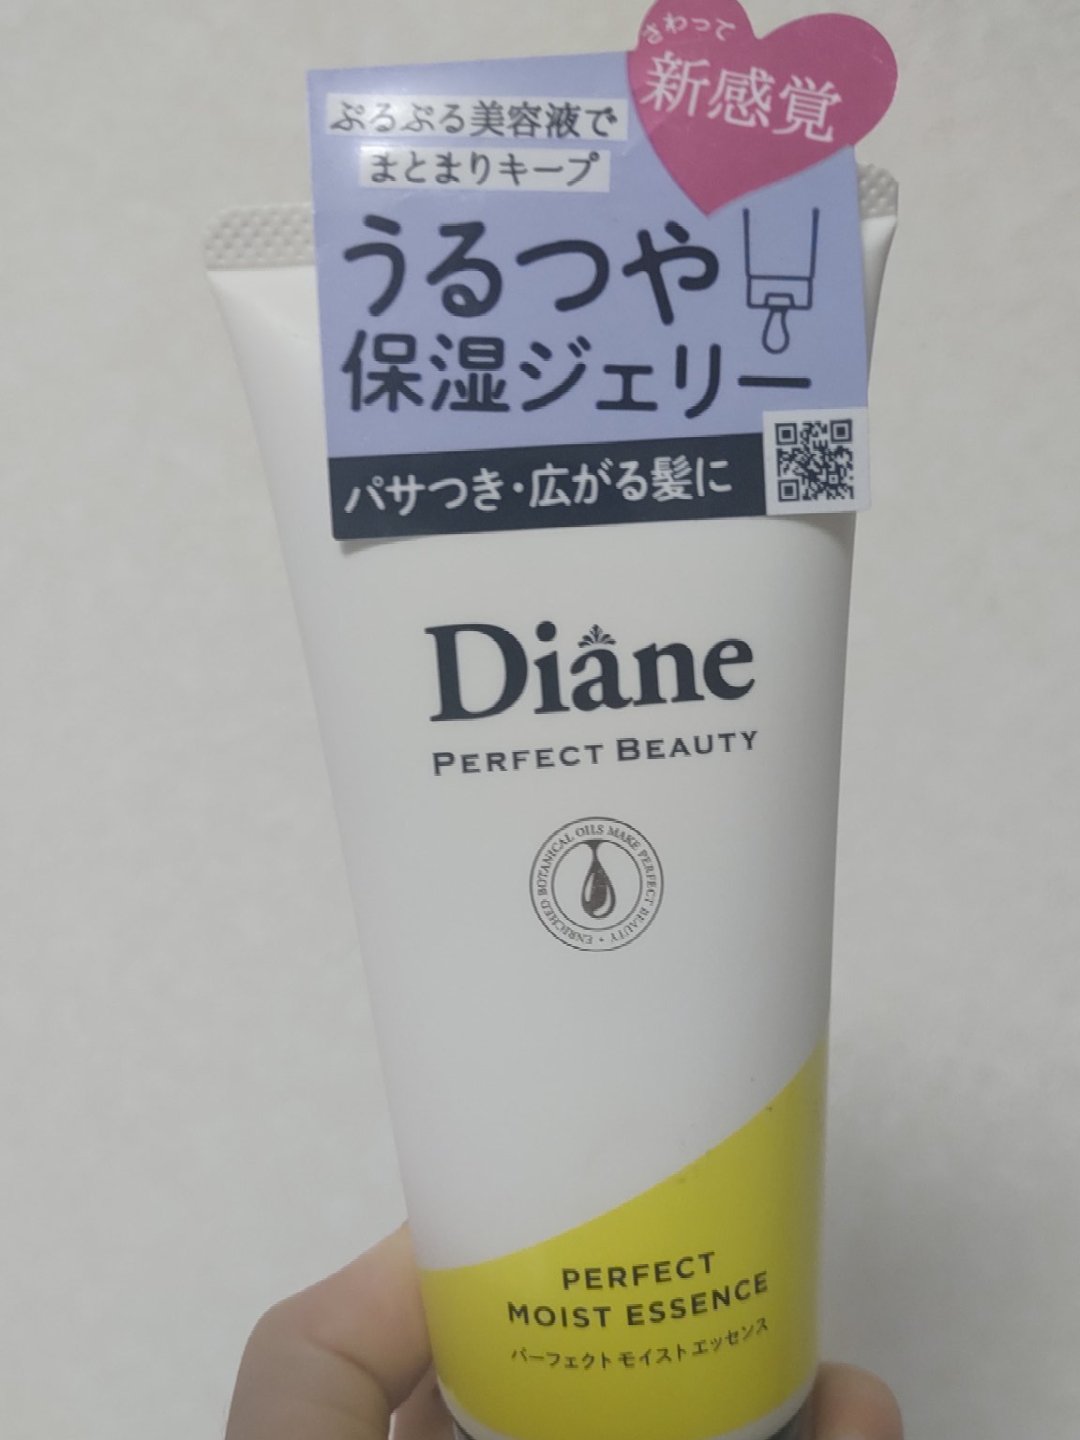 さわって
新感覚
ぷるぷる美容液で
まとまりキープ
うるつや
保湿ジェリー
パサつき・広がる髪に
Diane
PERFECT BEAUTY
ENRICHED BOTANICAL OILS MAKE PERFECT BEAUTY •
PERFECT
MOIST ESSENCE
パーフェクト モイスト エッセンス